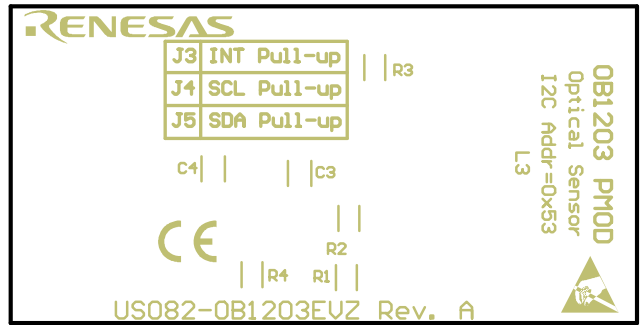 RENESAS
J3 INT Pull-up
J4 SCL Pull-up
J5 SDA Pull-up
R3
C4
C3
R2
R4
R1
L3
OB1203 PMOD
Optical Sensor
I2C Addr=0x53
CE
US082-OB1203EVZ Rev. A